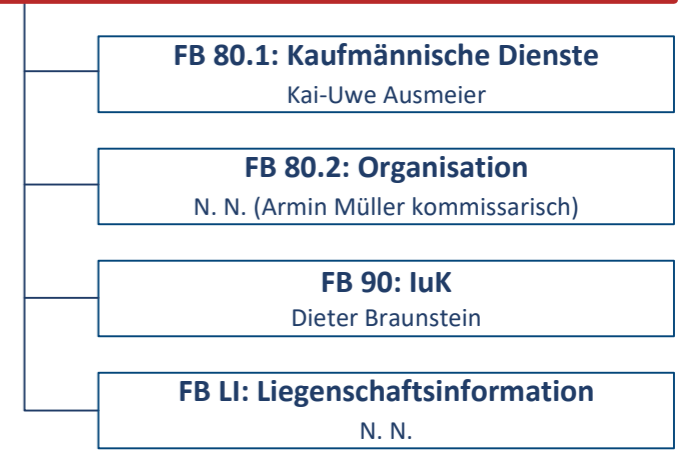 FB 80.1: Kaufmännische Dienste
Kai-Uwe Ausmeier
FB 80.2: Organisation
N. N. (Armin Müller kommissarisch)
FB 90: IuK
Dieter Braunstein
FB LI: Liegenschaftsinformation
N. N.